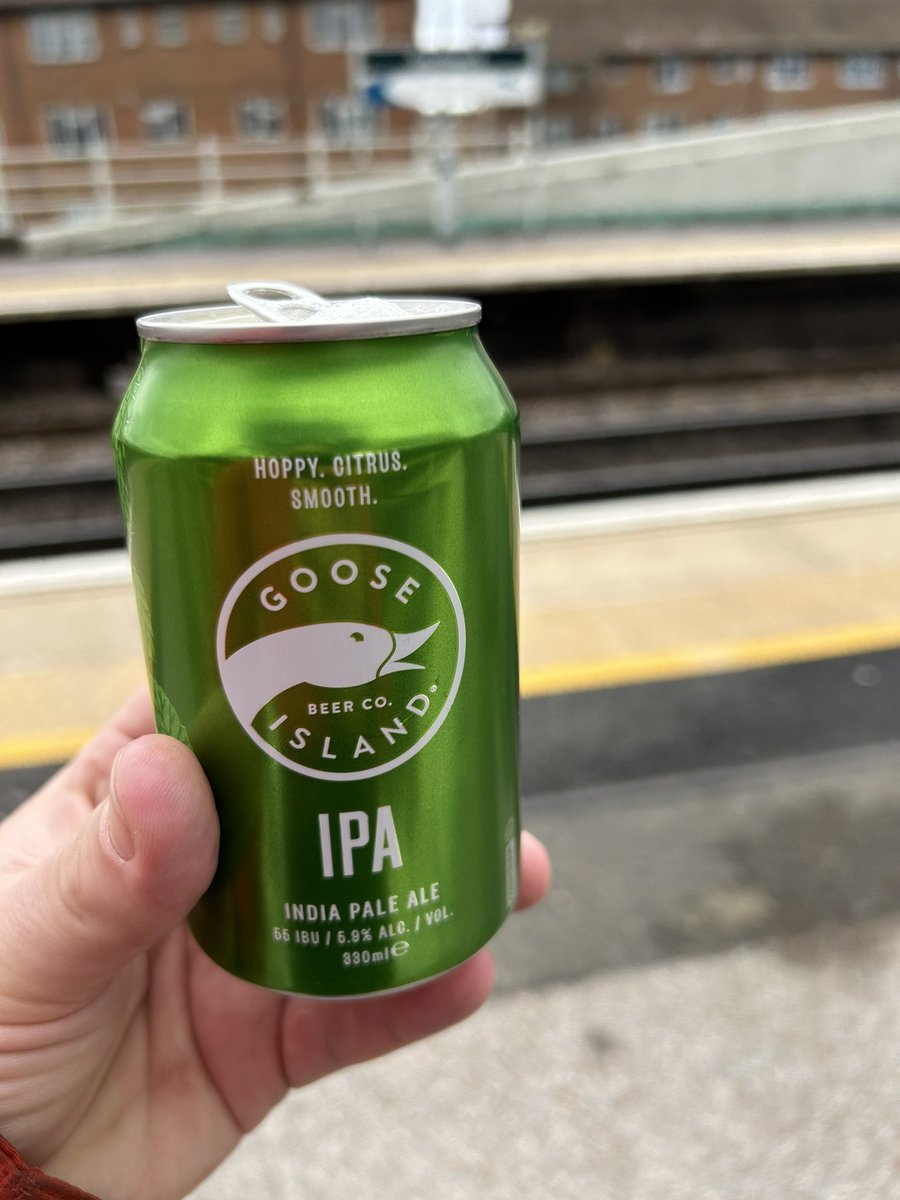 HOPPY. CITRUS.
SMOOTH.
GOOSE
BEER CO.
ISLAND®
IPA
INDIA PALE ALE
55 IBU / 5.9% ALC. / VOL.
330ml ℮